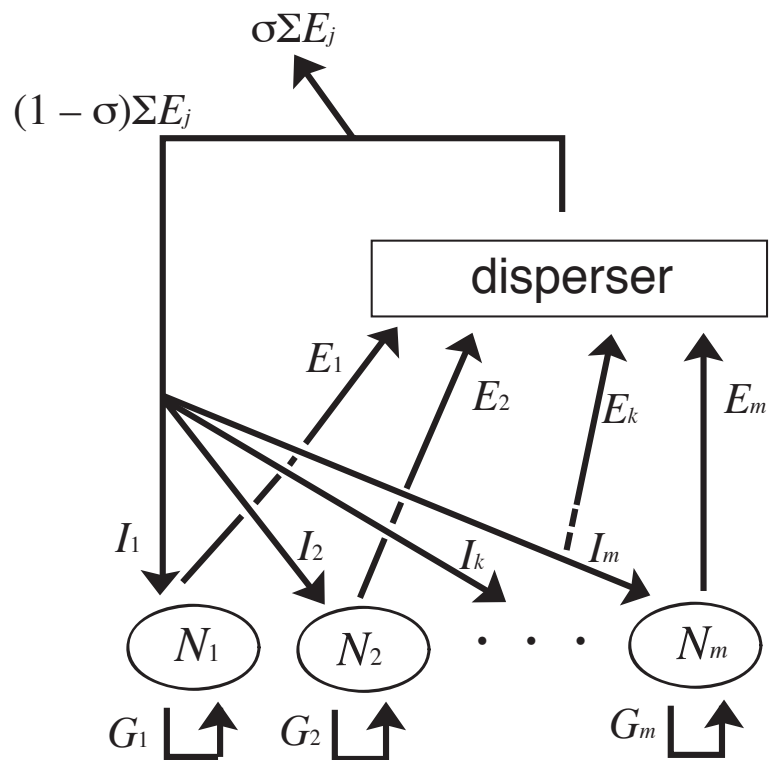 σΣEj
(1 – σ)ΣEj
disperser
E1
E2
Ek
Em
I1
I2
Ik
Im
N1
N2
· · ·
Nm
G1
G2
Gm